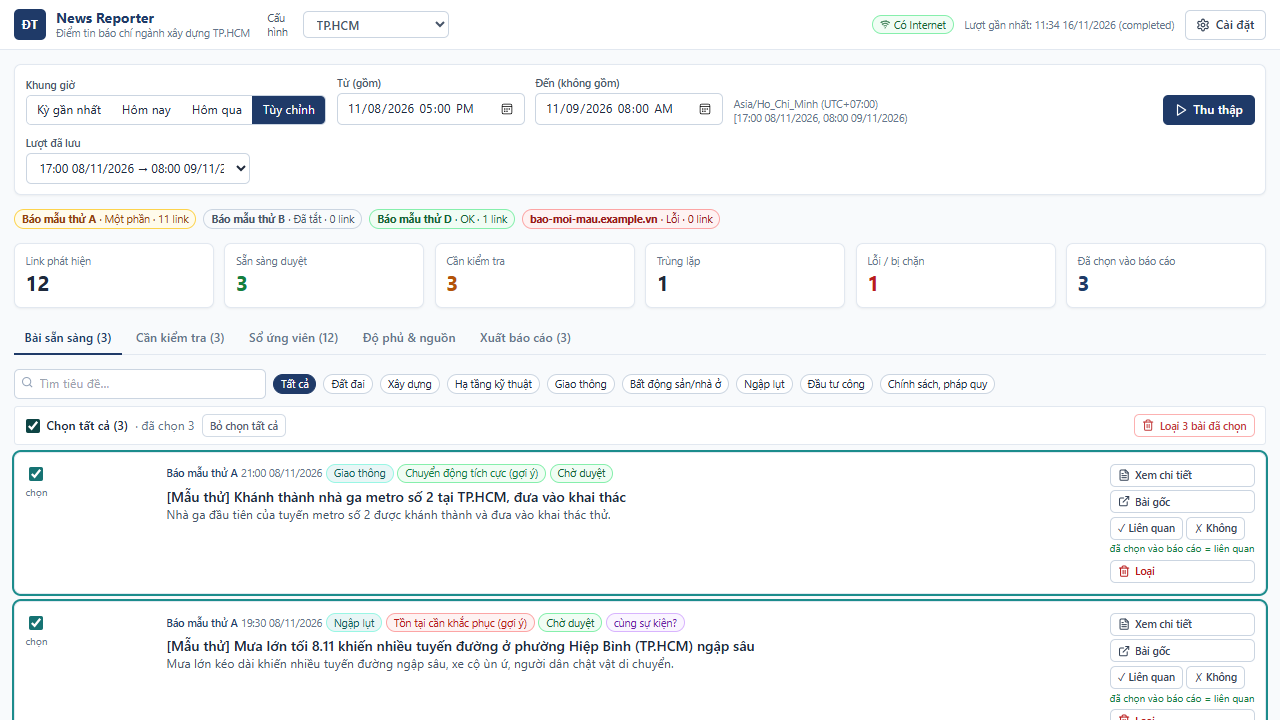 ĐT
News Reporter
Điểm tin báo chí ngành xây dựng TP.HCM
Cấu hình
TP.HCM
Có Internet
Lượt gần nhất: 11:34 16/11/2026 (completed)
Cài đặt
Khung giờ
Kỳ gần nhất
Hôm nay
Hôm qua
Tùy chỉnh
Từ (gồm)
11/08/2026 05:00 PM
Đến (không gồm)
11/09/2026 08:00 AM
Asia/Ho_Chi_Minh (UTC+07:00)
[17:00 08/11/2026, 08:00 09/11/2026)
Thu thập
Lượt đã lưu
17:00 08/11/2026 → 08:00 09/11/2
Báo mẫu thử A · Một phần · 11 link
Báo mẫu thử B · Đã tắt · 0 link
Báo mẫu thử D · OK · 1 link
bao-moi-mau.example.vn · Lỗi · 0 link
Link phát hiện
12
Sẵn sàng duyệt
3
Cần kiểm tra
3
Trùng lặp
1
Lỗi / bị chặn
1
Đã chọn vào báo cáo
3
Bài sẵn sàng (3)
Cần kiểm tra (3)
Sổ ứng viên (12)
Độ phủ & nguồn
Xuất báo cáo (3)
Tìm tiêu đề...
Tất cả
Đất đai
Xây dựng
Hạ tầng kỹ thuật
Giao thông
Bất động sản/nhà ở
Ngập lụt
Đầu tư công
Chính sách, pháp quy
Chọn tất cả (3) · đã chọn 3
Bỏ chọn tất cả
Loại 3 bài đã chọn
chọn
Báo mẫu thử A 21:00 08/11/2026 Giao thông Chuyển động tích cực (gợi ý) Chờ duyệt
[Mẫu thử] Khánh thành nhà ga metro số 2 tại TP.HCM, đưa vào khai thác
Nhà ga đầu tiên của tuyến metro số 2 được khánh thành và đưa vào khai thác thử.
Xem chi tiết
Bài gốc
✓ Liên quan
✗ Không
đã chọn vào báo cáo = liên quan
Loại
chọn
Báo mẫu thử A 19:30 08/11/2026 Ngập lụt Tồn tại cần khắc phục (gợi ý) Chờ duyệt cùng sự kiện?
[Mẫu thử] Mưa lớn tối 8.11 khiến nhiều tuyến đường ở phường Hiệp Bình (TP.HCM) ngập sâu
Mưa lớn kéo dài khiến nhiều tuyến đường ngập sâu, xe cộ ùn ứ, người dân chật vật di chuyển.
Xem chi tiết
Bài gốc
✓ Liên quan
✗ Không
đã chọn vào báo cáo = liên quan
Loại